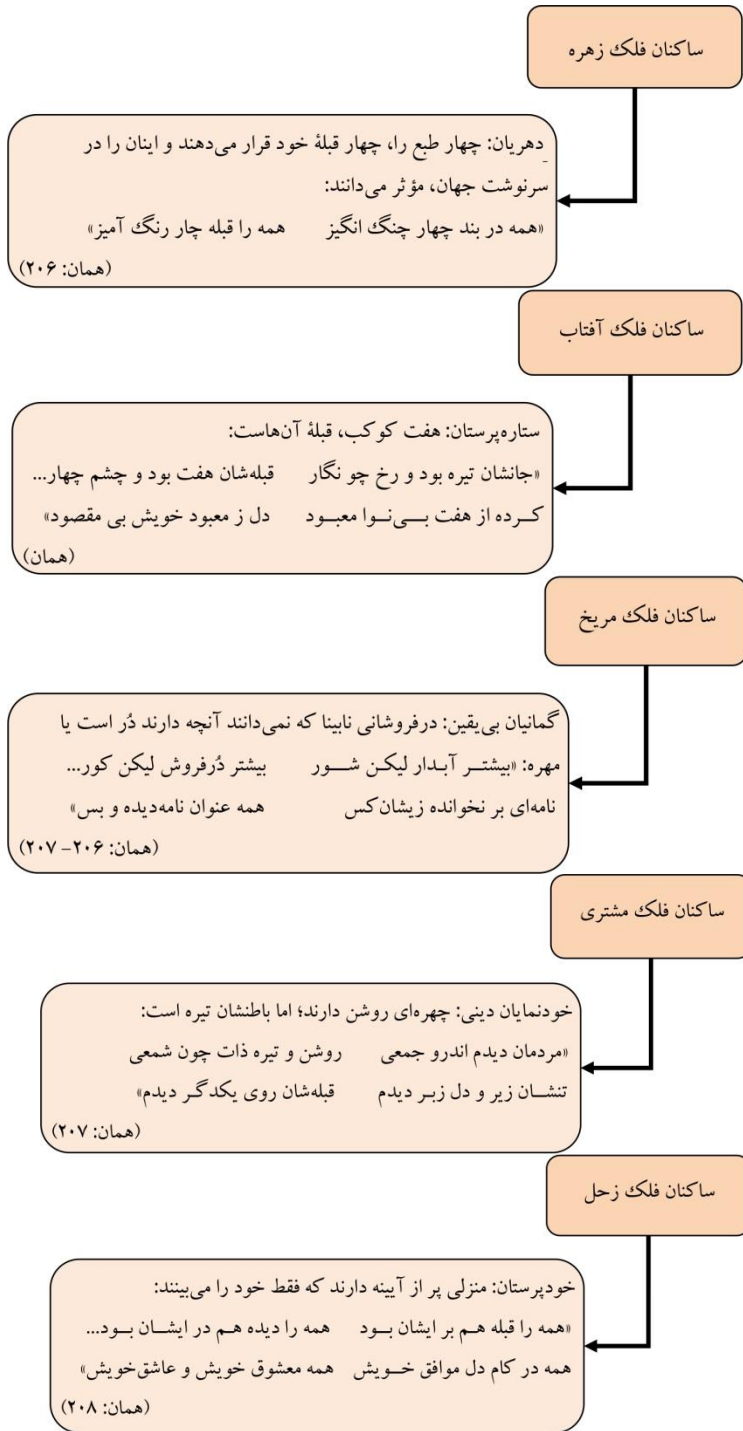 ساکنان فلک زهره
دهریان: چهار طبع را، چهار قبلهٔ خود قرار می‌دهند و اینان را در
سرنوشت جهان، مؤثر می‌دانند:
«همه در بند چهار چنگ انگیز همه را قبله چار رنگ آمیز»
(همان: ۲۰۶)
ساکنان فلک آفتاب
ستاره‌پرستان: هفت کوکب، قبلهٔ آن‌هاست:
«جانشان تیره بود و رخ چو نگار قبله‌شان هفت بود و چشم چهار...
کرده از هفت بی‌نوا معبود دل ز معبود خویش بی مقصود»
(همان)
ساکنان فلک مریخ
گمانیان بی‌یقین: درفروشانی نابینا که نمی‌دانند آنچه دارند دُر است یا
مهره: «بیشتر آبدار لیکن شور بیشتر دُرفروش لیکن کور...
نامه‌ای بر نخوانده زیشان‌کس همه عنوان نامه‌دیده و بس»
(همان: ۲۰۶- ۲۰۷)
ساکنان فلک مشتری
خودنمایان دینی: چهره‌ای روشن دارند؛ اما باطنشان تیره است:
«مردمان دیدم اندرو جمعی روشن و تیره ذات چون شمعی
تنشان زیر و دل زبر دیدم قبله‌شان روی یکدگر دیدم»
(همان: ۲۰۷)
ساکنان فلک زحل
خودپرستان: منزلی پر از آیینه دارند که فقط خود را می‌بینند:
«همه را قبله هم بر ایشان بود همه را دیده هم در ایشان بود...
همه در کام دل موافق خویش همه معشوق خویش و عاشق‌خویش»
(همان: ۲۰۸)